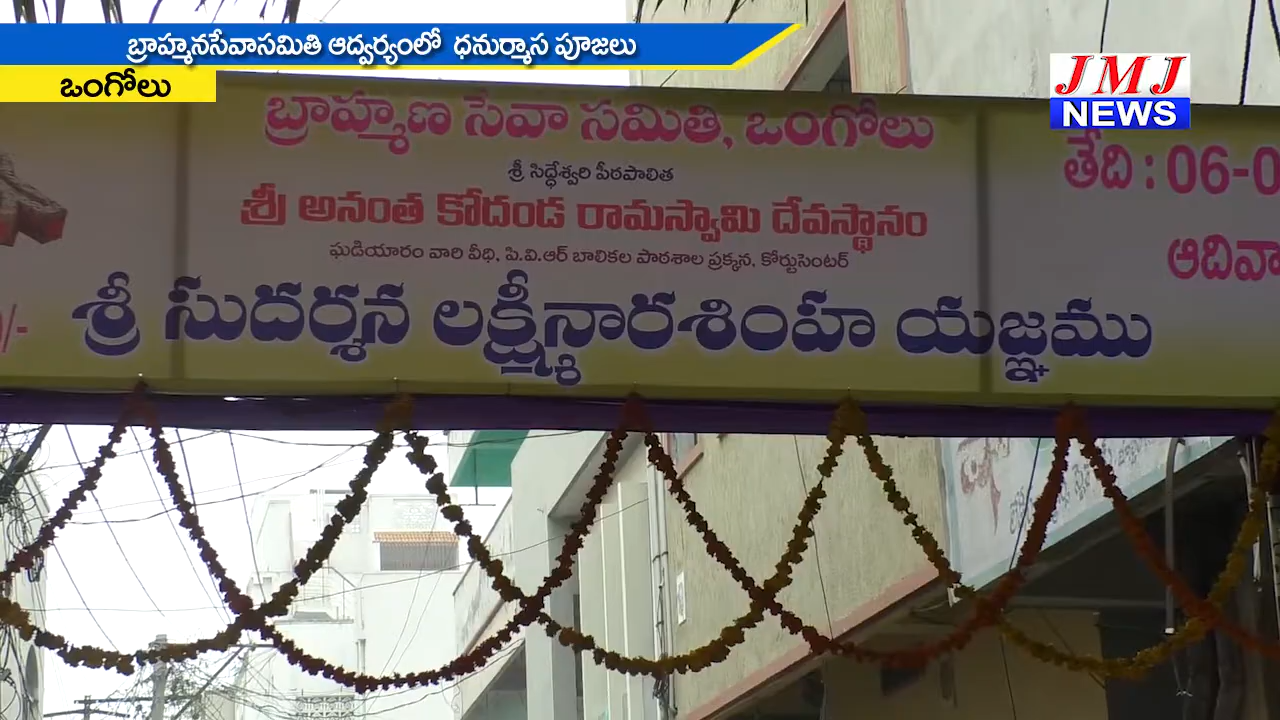 బ్రాహ్మనసేవాసమితి ఆద్వర్యంలో ధనుర్మాస పూజలు
ఒంగోలు
JMJ
NEWS
బ్రాహ్మణ సేవా సమితి, ఒంగోలు
శ్రీ సిద్ధేశ్వరి పీఠపాలిత
శ్రీ అనంత కోదండ రామస్వామి దేవస్థానం
ఘడియారం వారి వీధి, పి.వి.ఆర్ బాలికల పాఠశాల ప్రక్కన, కోర్టుసెంటర్
శ్రీ సుదర్శన లక్ష్మీనారశింహ యజ్ఞము
తేది : 06-0
ఆదివా
/-